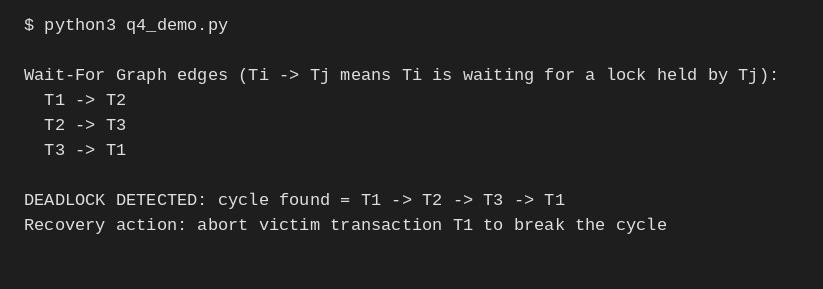 $ python3 q4_demo.py
Wait-For Graph edges (Ti -> Tj means Ti is waiting for a lock held by Tj):
T1 -> T2
T2 -> T3
T3 -> T1
DEADLOCK DETECTED: cycle found = T1 -> T2 -> T3 -> T1
Recovery action: abort victim transaction T1 to break the cycle